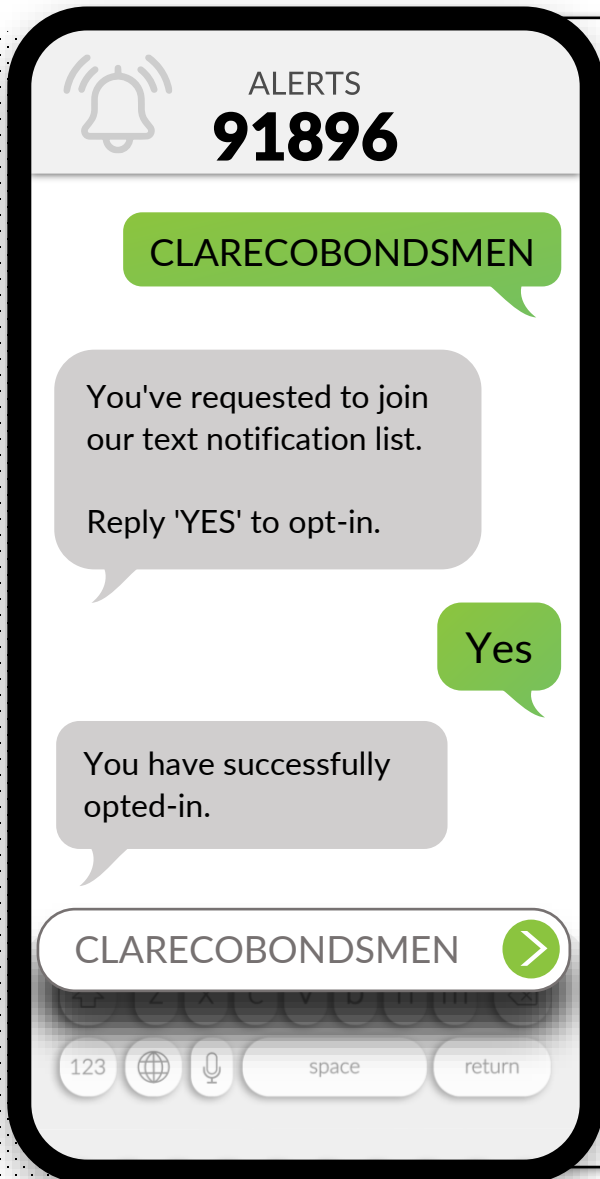 ALERTS
91896
CLARECOBONDSMEN
You've requested to join
our text notification list.
Reply 'YES' to opt-in.
Yes
You have successfully
opted-in.
CLARECOBONDSMEN
z x c v b n m
123 space return